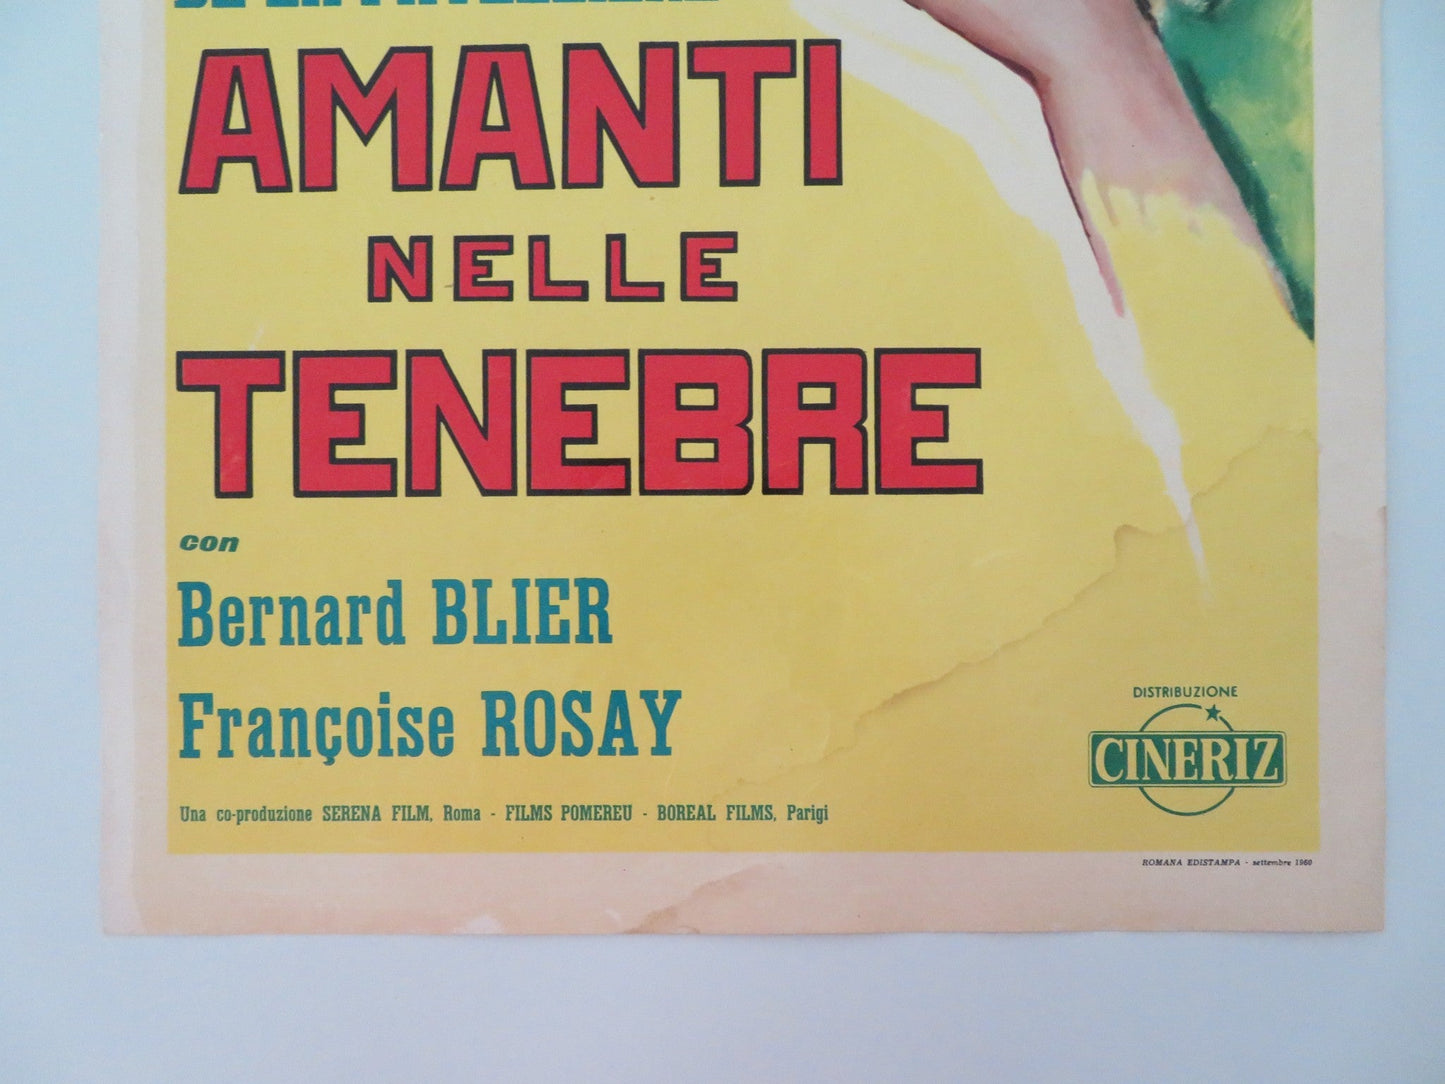 AMANTI
NELLE
TENEBRE
con
Bernard BLIER
Françoise ROSAY
DISTRIBUZIONE
CINERIZ
Una co-produzione SERENA FILM, Roma - FILMS POMEREU - BOREAL FILMS, Parigi
ROMANA EDISTAMPA - settembre 1960